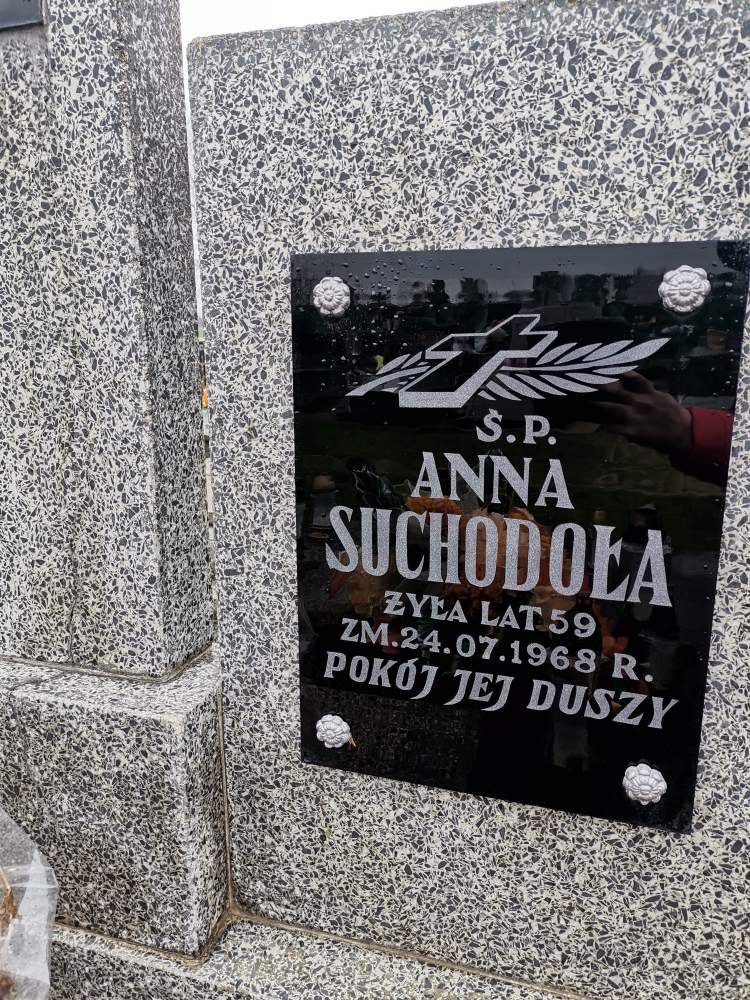 Ś.P.
ANNA
SUCHODOŁA
ŻYŁA LAT 59
ZM.24.07.1968 R.
POKÓJ JEJ DUSZY